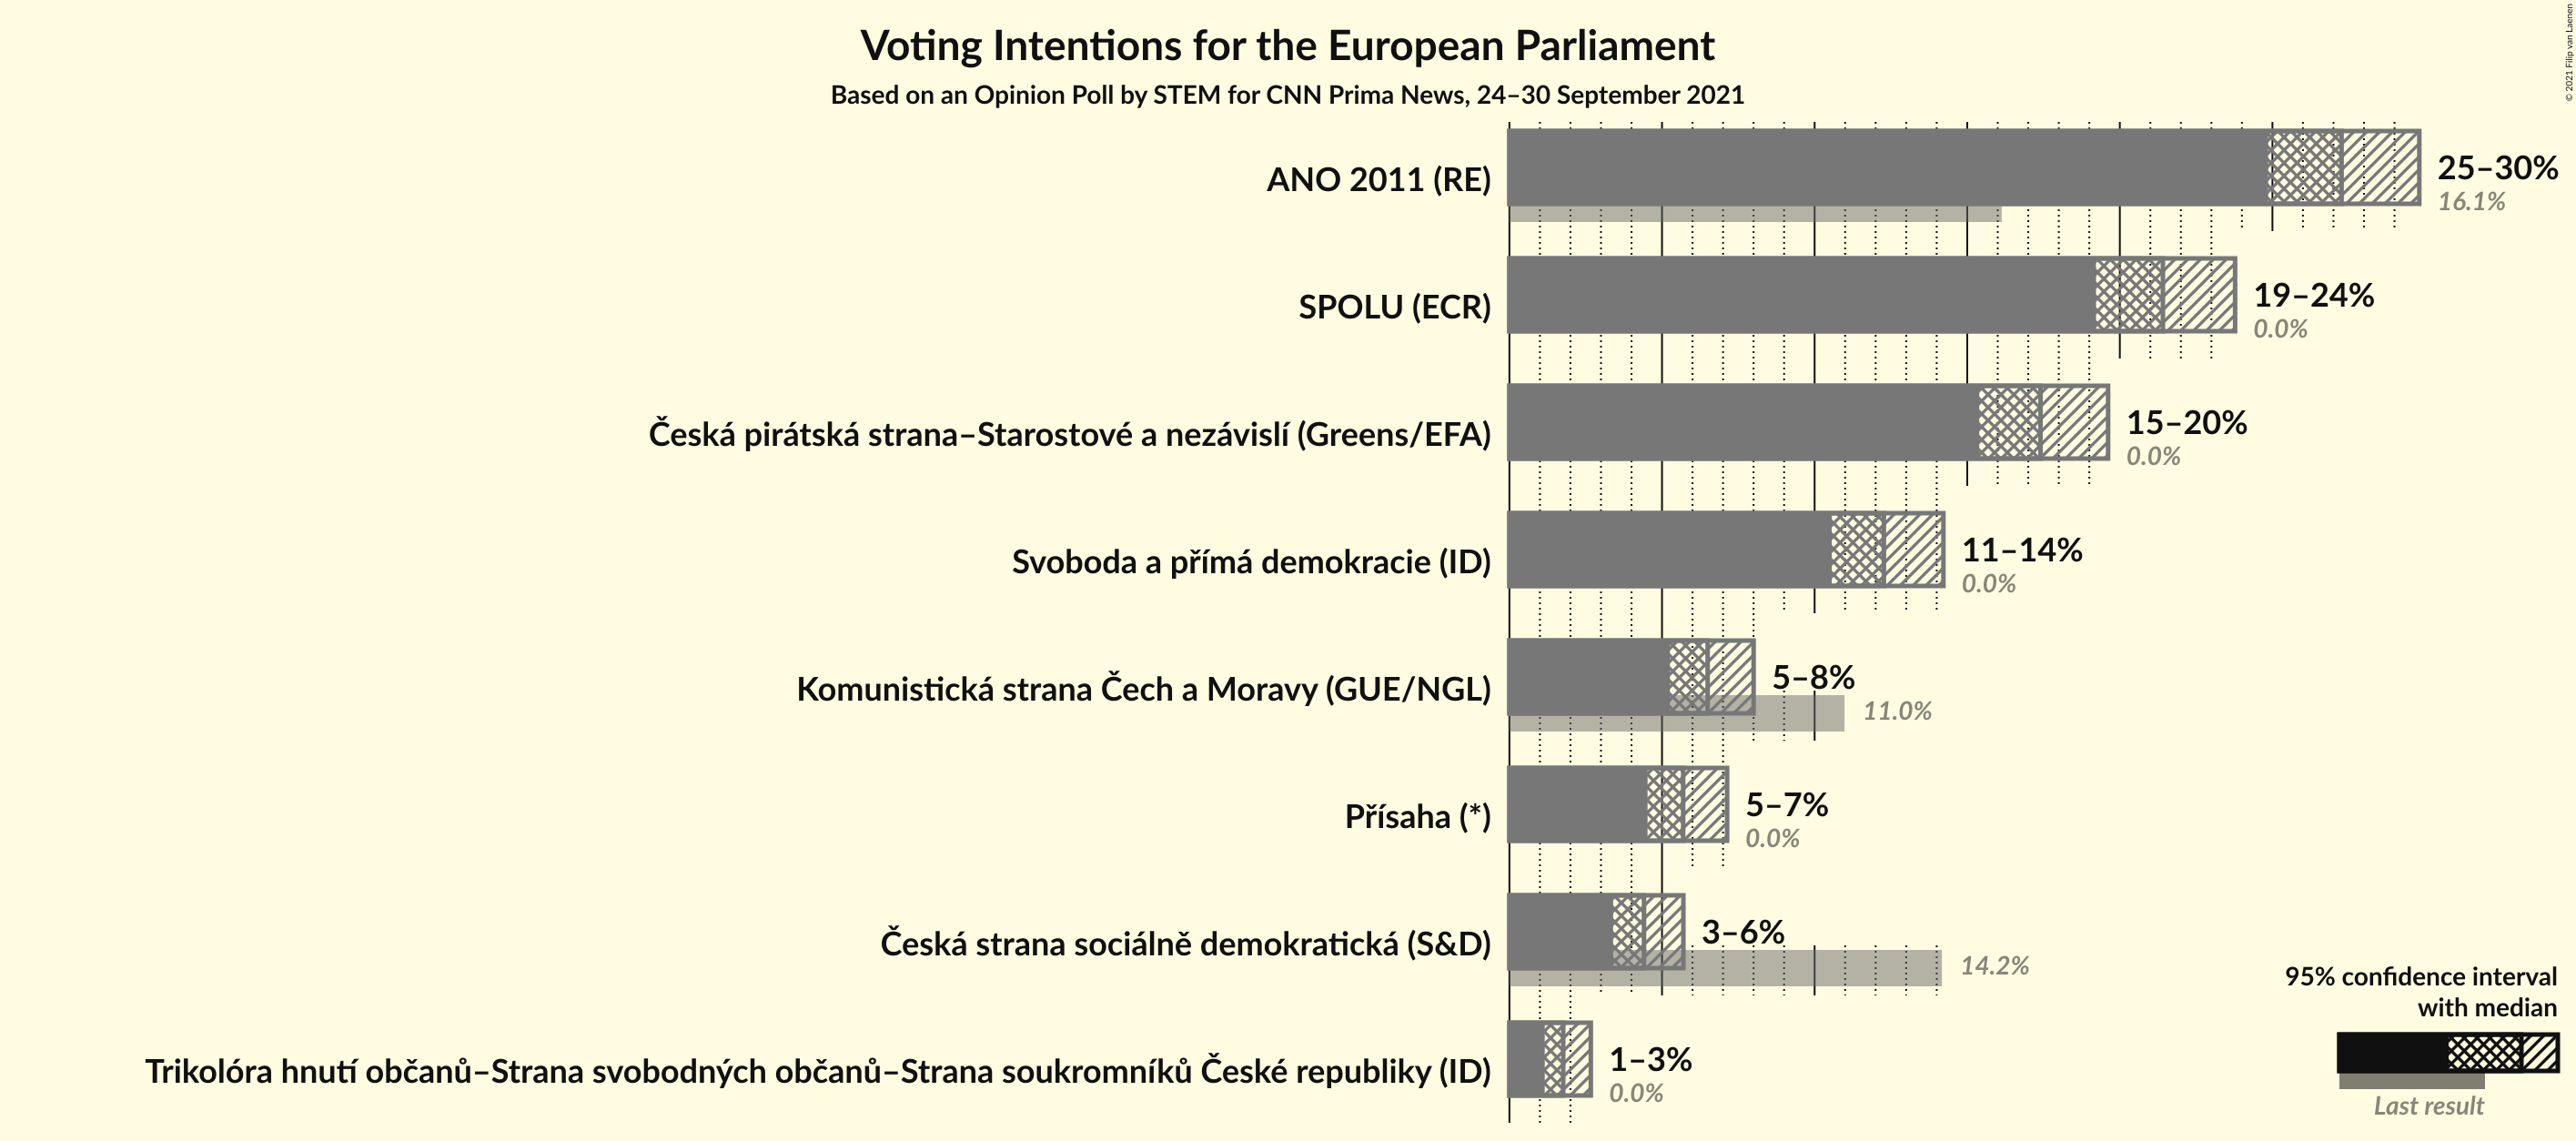 Voting Intentions for the European Parliament
Based on an Opinion Poll by STEM for CNN Prima News, 24–30 September 2021
© 2021 Filip van Laenen
ANO 2011 (RE)
25–30%
16.1%
SPOLU (ECR)
19–24%
0.0%
Česká pirátská strana–Starostové a nezávislí (Greens/EFA)
15–20%
0.0%
Svoboda a přímá demokracie (ID)
11–14%
0.0%
Komunistická strana Čech a Moravy (GUE/NGL)
5–8%
11.0%
Přísaha (*)
5–7%
0.0%
Česká strana sociálně demokratická (S&D)
3–6%
14.2%
Trikolóra hnutí občanů–Strana svobodných občanů–Strana soukromníků České republiky (ID)
1–3%
0.0%
95% confidence interval
with median
Last result